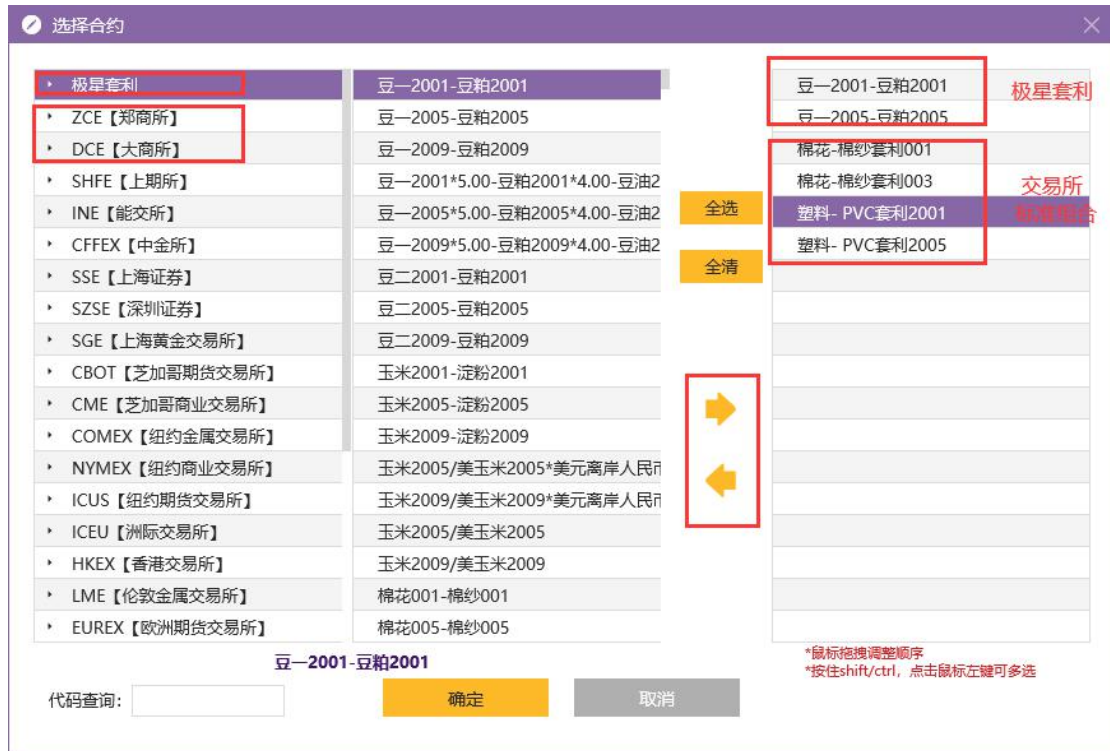 选择合约
极星套利
ZCE【郑商所】
DCE【大商所】
SHFE【上期所】
INE【能交所】
CFFEX【中金所】
SSE【上海证券】
SZSE【深圳证券】
SGE【上海黄金交易所】
CBOT【芝加哥期货交易所】
CME【芝加哥商业交易所】
COMEX【纽约金属交易所】
NYMEX【纽约商业交易所】
ICUS【纽约期货交易所】
ICEU【洲际交易所】
HKEX【香港交易所】
LME【伦敦金属交易所】
EUREX【欧洲期货交易所】
豆一2001-豆粕2001
豆一2005-豆粕2005
豆一2009-豆粕2009
豆一2001*5.00-豆粕2001*4.00-豆油2
豆一2005*5.00-豆粕2005*4.00-豆油2
豆一2009*5.00-豆粕2009*4.00-豆油2
豆二2001-豆粕2001
豆二2005-豆粕2005
豆二2009-豆粕2009
玉米2001-淀粉2001
玉米2005-淀粉2005
玉米2009-淀粉2009
玉米2005/美玉米2005*美元离岸人民币
玉米2009/美玉米2009*美元离岸人民币
玉米2005/美玉米2005
玉米2009/美玉米2009
棉花001-棉纱001
棉花005-棉纱005
全选
全清
豆一2001-豆粕2001
豆一2005-豆粕2005
棉花-棉纱套利001
棉花-棉纱套利003
塑料- PVC套利2001
塑料- PVC套利2005
极星套利
交易所
标准组合
*鼠标拖拽调整顺序
*按住shift/ctrl，点击鼠标左键可多选
豆一2001-豆粕2001
代码查询:
确定
取消